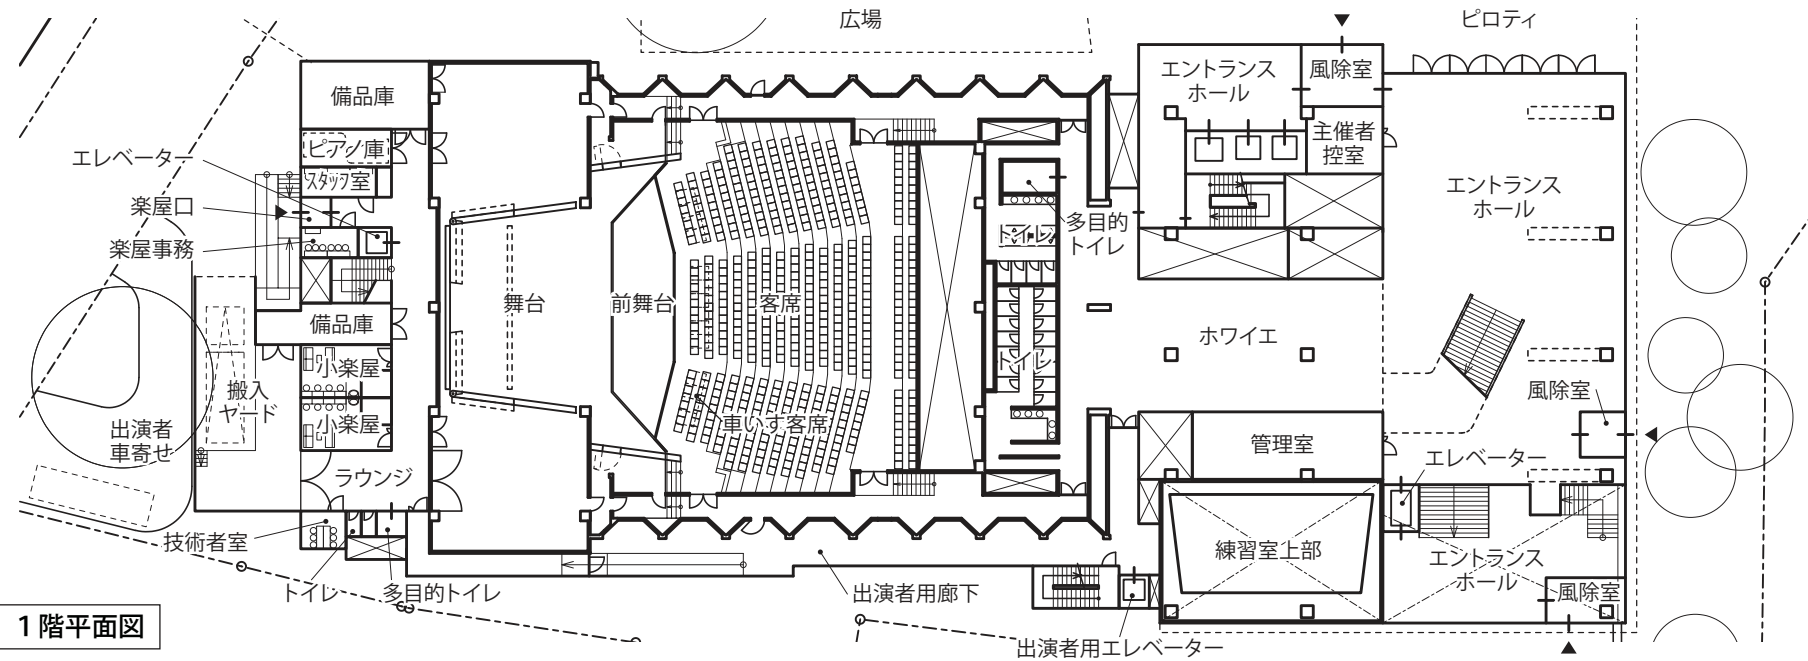 広場
ピロティ
備品庫
エントランス
ホール
風除室
ピアノ庫
主催者
控室
エレベーター
スタッフ室
エントランス
ホール
楽屋口
多目的
トイレ
トイレ
楽屋事務
舞台
前舞台
客席
備品庫
ホワイエ
小楽屋
トイレ
搬入
ヤード
風除室
小楽屋
車いす客席
出演者
車寄せ
管理室
エレベーター
ラウンジ
技術者室
練習室上部
エントランス
ホール
トイレ
多目的トイレ
出演者用廊下
風除室
1階平面図
出演者用エレベーター